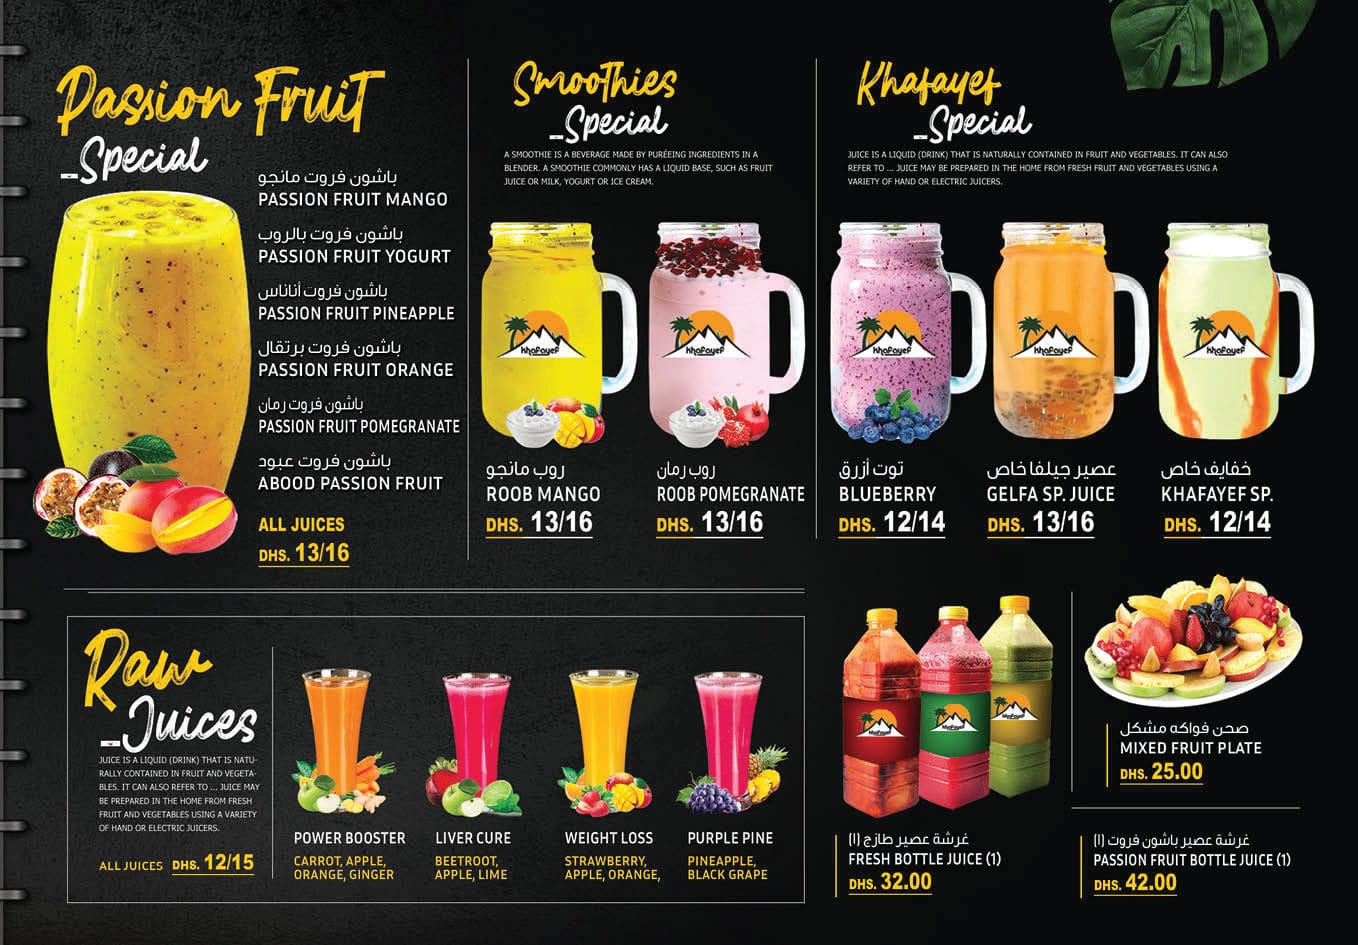 Passion Fruit
Special
باشون فروت مانجو
PASSION FRUIT MANGO
باشون فروت بالروب
PASSION FRUIT YOGURT
باشون فروت أناناس
PASSION FRUIT PINEAPPLE
باشون فروت برتقال
PASSION FRUIT ORANGE
باشون فروت رمان
PASSION FRUIT POMEGRANATE
باشون فروت عبود
ABOOD PASSION FRUIT
ALL JUICES
DHS. 13/16
Smoothies
Special
A SMOOTHIE IS A BEVERAGE MADE BY PURÉEING INGREDIENTS IN A
BLENDER. A SMOOTHIE COMMONLY HAS A LIQUID BASE, SUCH AS FRUIT
JUICE OR MILK, YOGURT OR ICE CREAM.
khafayef
روب مانجو
ROOB MANGO
DHS. 13/16
khafayef
روب رمان
ROOB POMEGRANATE
DHS. 13/16
Khafayef
Special
JUICE IS A LIQUID (DRINK) THAT IS NATURALLY CONTAINED IN FRUIT AND VEGETABLES. IT CAN ALSO
REFER TO ... JUICE MAY BE PREPARED IN THE HOME FROM FRESH FRUIT AND VEGETABLES USING A
VARIETY OF HAND OR ELECTRIC JUICERS.
khafayef
توت أزرق
BLUEBERRY
DHS. 12/14
khafayef
عصير جيلفا خاص
GELFA SP. JUICE
DHS. 13/16
khafayef
خفايف خاص
KHAFAYEF SP.
DHS. 12/14
Raw
Juices
JUICE IS A LIQUID (DRINK) THAT IS NATU-
RALLY CONTAINED IN FRUIT AND VEGETA-
BLES. IT CAN ALSO REFER TO ... JUICE MAY
BE PREPARED IN THE HOME FROM FRESH
FRUIT AND VEGETABLES USING A VARIETY
OF HAND OR ELECTRIC JUICERS.
ALL JUICES DHS. 12/15
POWER BOOSTER
CARROT, APPLE,
ORANGE, GINGER
LIVER CURE
BEETROOT,
APPLE, LIME
WEIGHT LOSS
STRAWBERRY,
APPLE, ORANGE,
PURPLE PINE
PINEAPPLE,
BLACK GRAPE
khafayef
khafayef
khafayef
غرشة عصير طازج (١)
FRESH BOTTLE JUICE (1)
DHS. 32.00
صحن فواكه مشكل
MIXED FRUIT PLATE
DHS. 25.00
غرشة عصير باشون فروت (١)
PASSION FRUIT BOTTLE JUICE (1)
DHS. 42.00